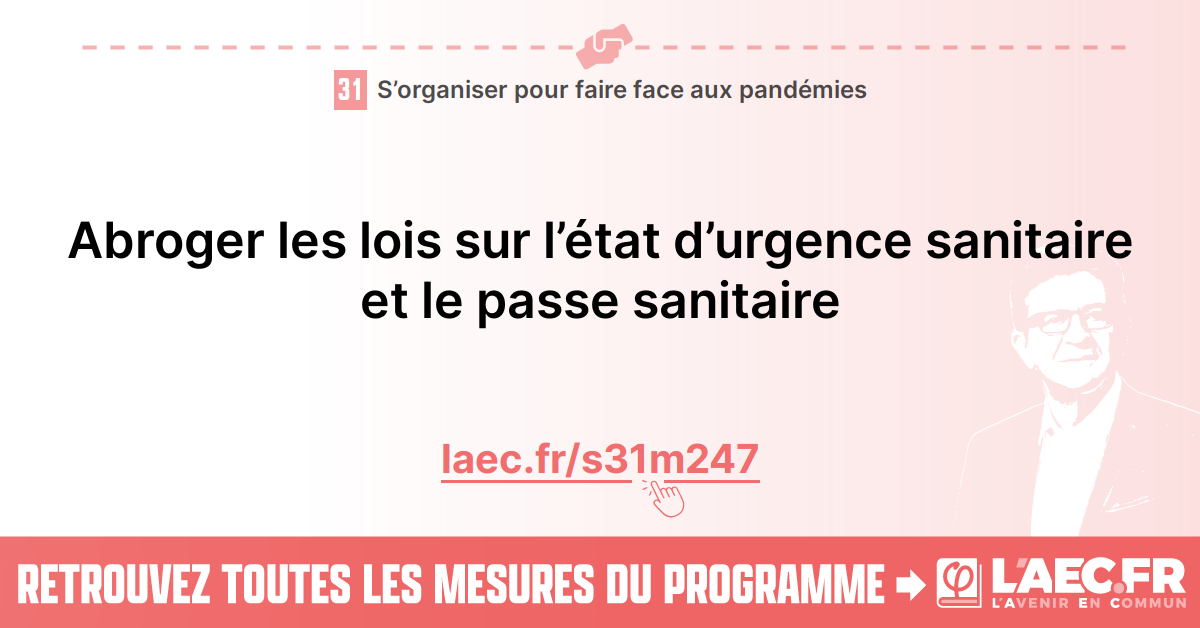 31 S’organiser pour faire face aux pandémies
Abroger les lois sur l’état d’urgence sanitaire
et le passe sanitaire
laec.fr/s31m247
RETROUVEZ TOUTES LES MESURES DU PROGRAMME
L'AEC.FR
L'AVENIR EN COMMUN